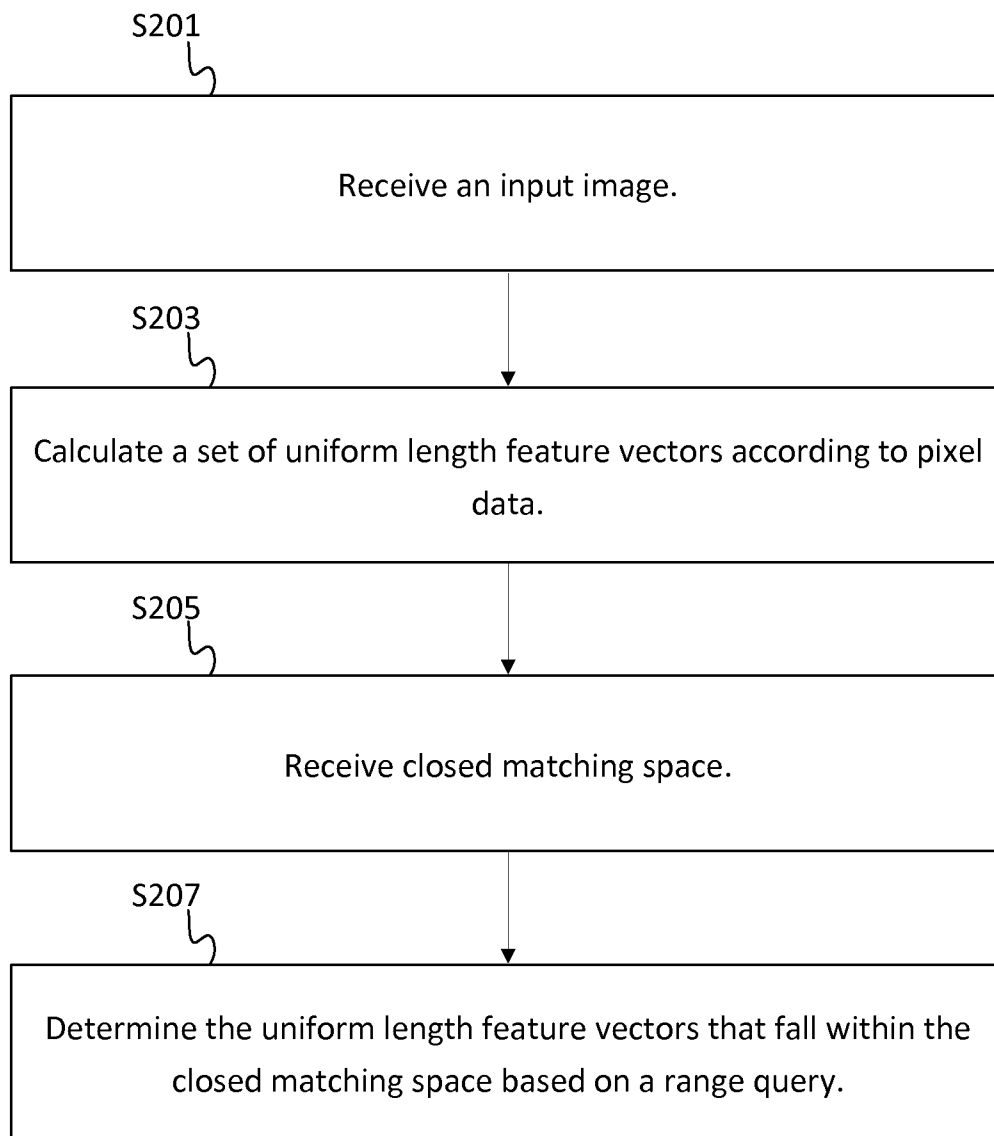 S201
Receive an input image.
S203
Calculate a set of uniform length feature vectors according to pixel
data.
S205
Receive closed matching space.
S207
Determine the uniform length feature vectors that fall within the
closed matching space based on a range query.